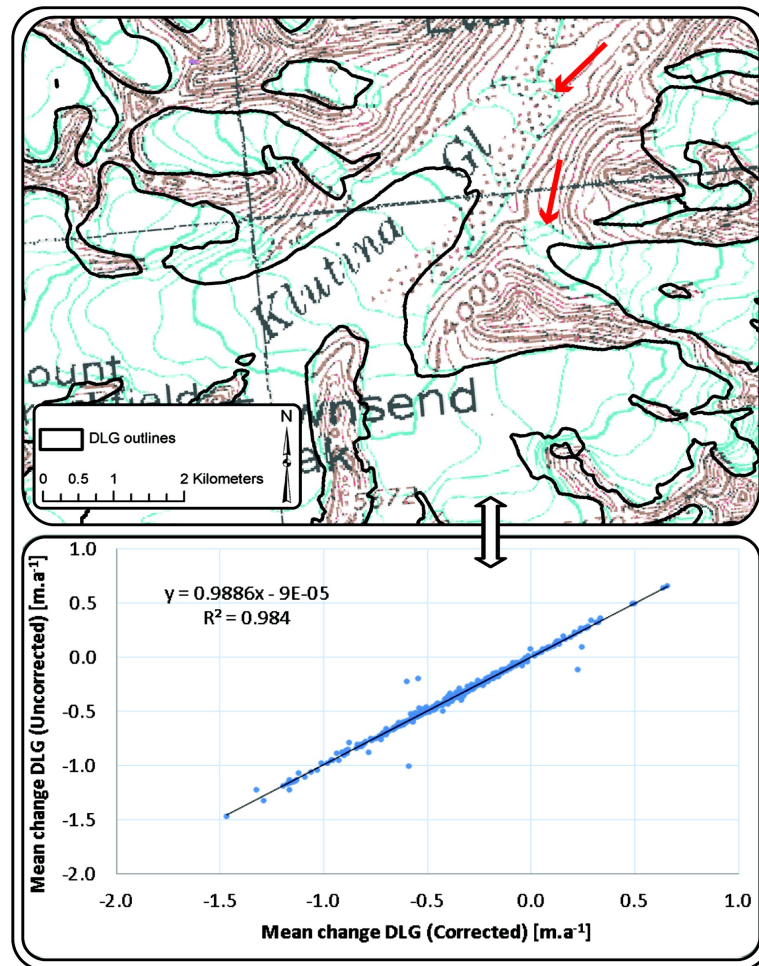 300
Klutina Gl
4000
ount
wnsend
5672
N
DLG outlines
0 0.5 1 2 Kilometers
1.0
0.5
0.0
-0.5
-1.0
-1.5
-2.0
y = 0.9886x - 9E-05
R² = 0.984
Mean change DLG (Uncorrected) [m.a⁻¹]
-2.0 -1.5 -1.0 -0.5 0.0 0.5 1.0
Mean change DLG (Corrected) [m.a⁻¹]